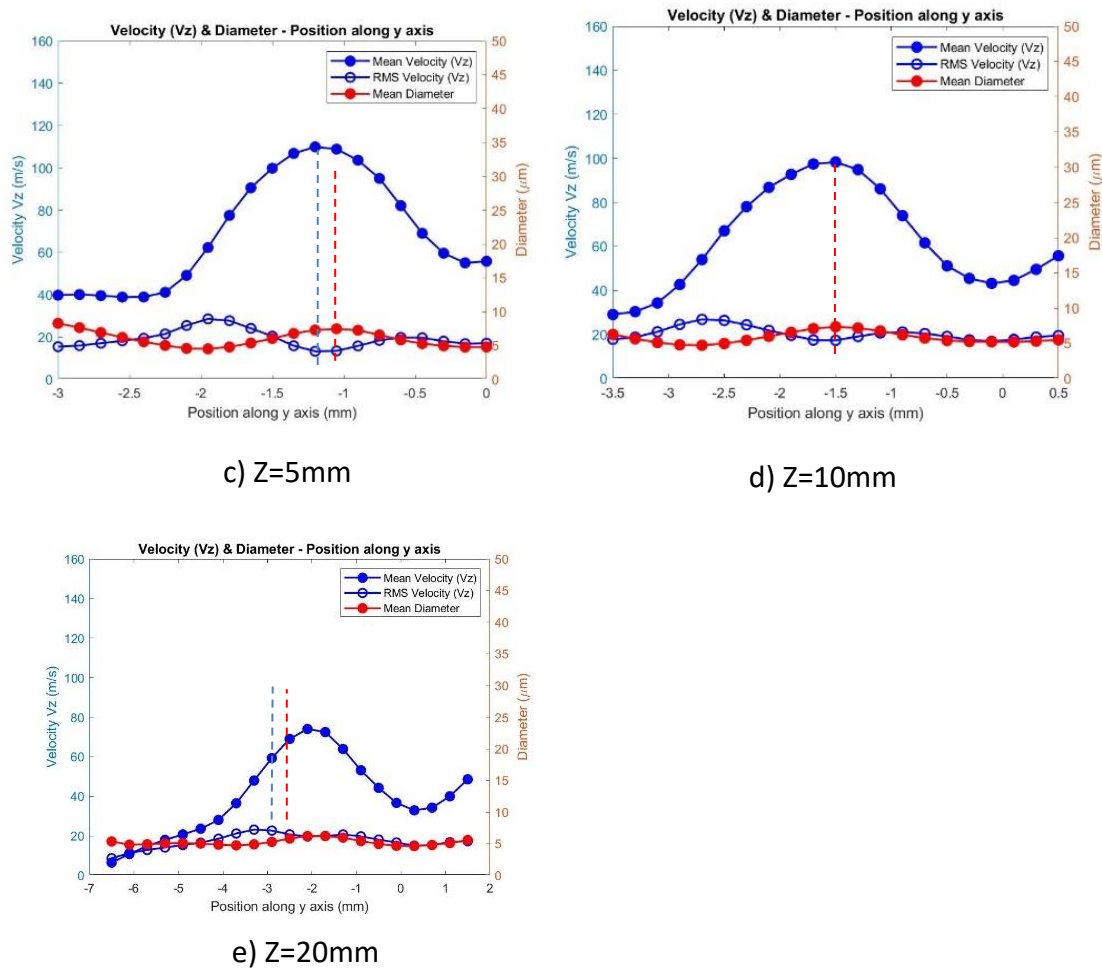 Velocity (Vz) & Diameter - Position along y axis
160
140
120
100
80
60
40
20
0
Velocity Vz (m/s)
Mean Velocity (Vz)
RMS Velocity (Vz)
Mean Diameter
50
45
40
35
30
25
20
15
10
5
0
Diameter (μm)
-3 -2.5 -2 -1.5 -1 -0.5 0
Position along y axis (mm)
c) Z=5mm
Velocity (Vz) & Diameter - Position along y axis
160
140
120
100
80
60
40
20
0
Velocity Vz (m/s)
Mean Velocity (Vz)
RMS Velocity (Vz)
Mean Diameter
50
45
40
35
30
25
20
15
10
5
0
Diameter (μm)
-3.5 -3 -2.5 -2 -1.5 -1 -0.5 0 0.5
Position along y axis (mm)
d) Z=10mm
Velocity (Vz) & Diameter - Position along y axis
160
140
120
100
80
60
40
20
0
Velocity Vz (m/s)
Mean Velocity (Vz)
RMS Velocity (Vz)
Mean Diameter
50
45
40
35
30
25
20
15
10
5
0
Diameter (μm)
-7 -6 -5 -4 -3 -2 -1 0 1 2
Position along y axis (mm)
e) Z=20mm